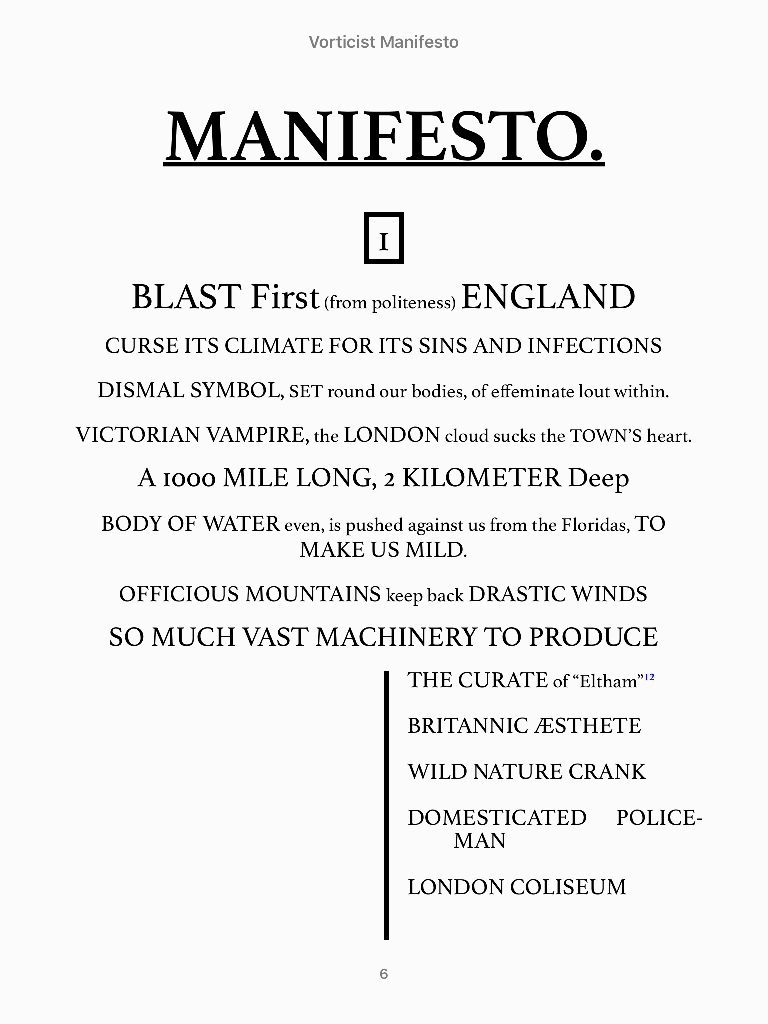 Vorticist Manifesto
MANIFESTO.
1
BLAST First (from politeness) ENGLAND
CURSE ITS CLIMATE FOR ITS SINS AND INFECTIONS
DISMAL SYMBOL, SET round our bodies, of effeminate lout within.
VICTORIAN VAMPIRE, the LONDON cloud sucks the TOWN'S heart.
A 1000 MILE LONG, 2 KILOMETER Deep
BODY OF WATER even, is pushed against us from the Floridas, TO
MAKE US MILD.
OFFICIOUS MOUNTAINS keep back DRASTIC WINDS
SO MUCH VAST MACHINERY TO PRODUCE
THE CURATE of “Eltham”12
BRITANNIC ÆSTHETE
WILD NATURE CRANK
DOMESTICATED POLICE-
MAN
LONDON COLISEUM
6